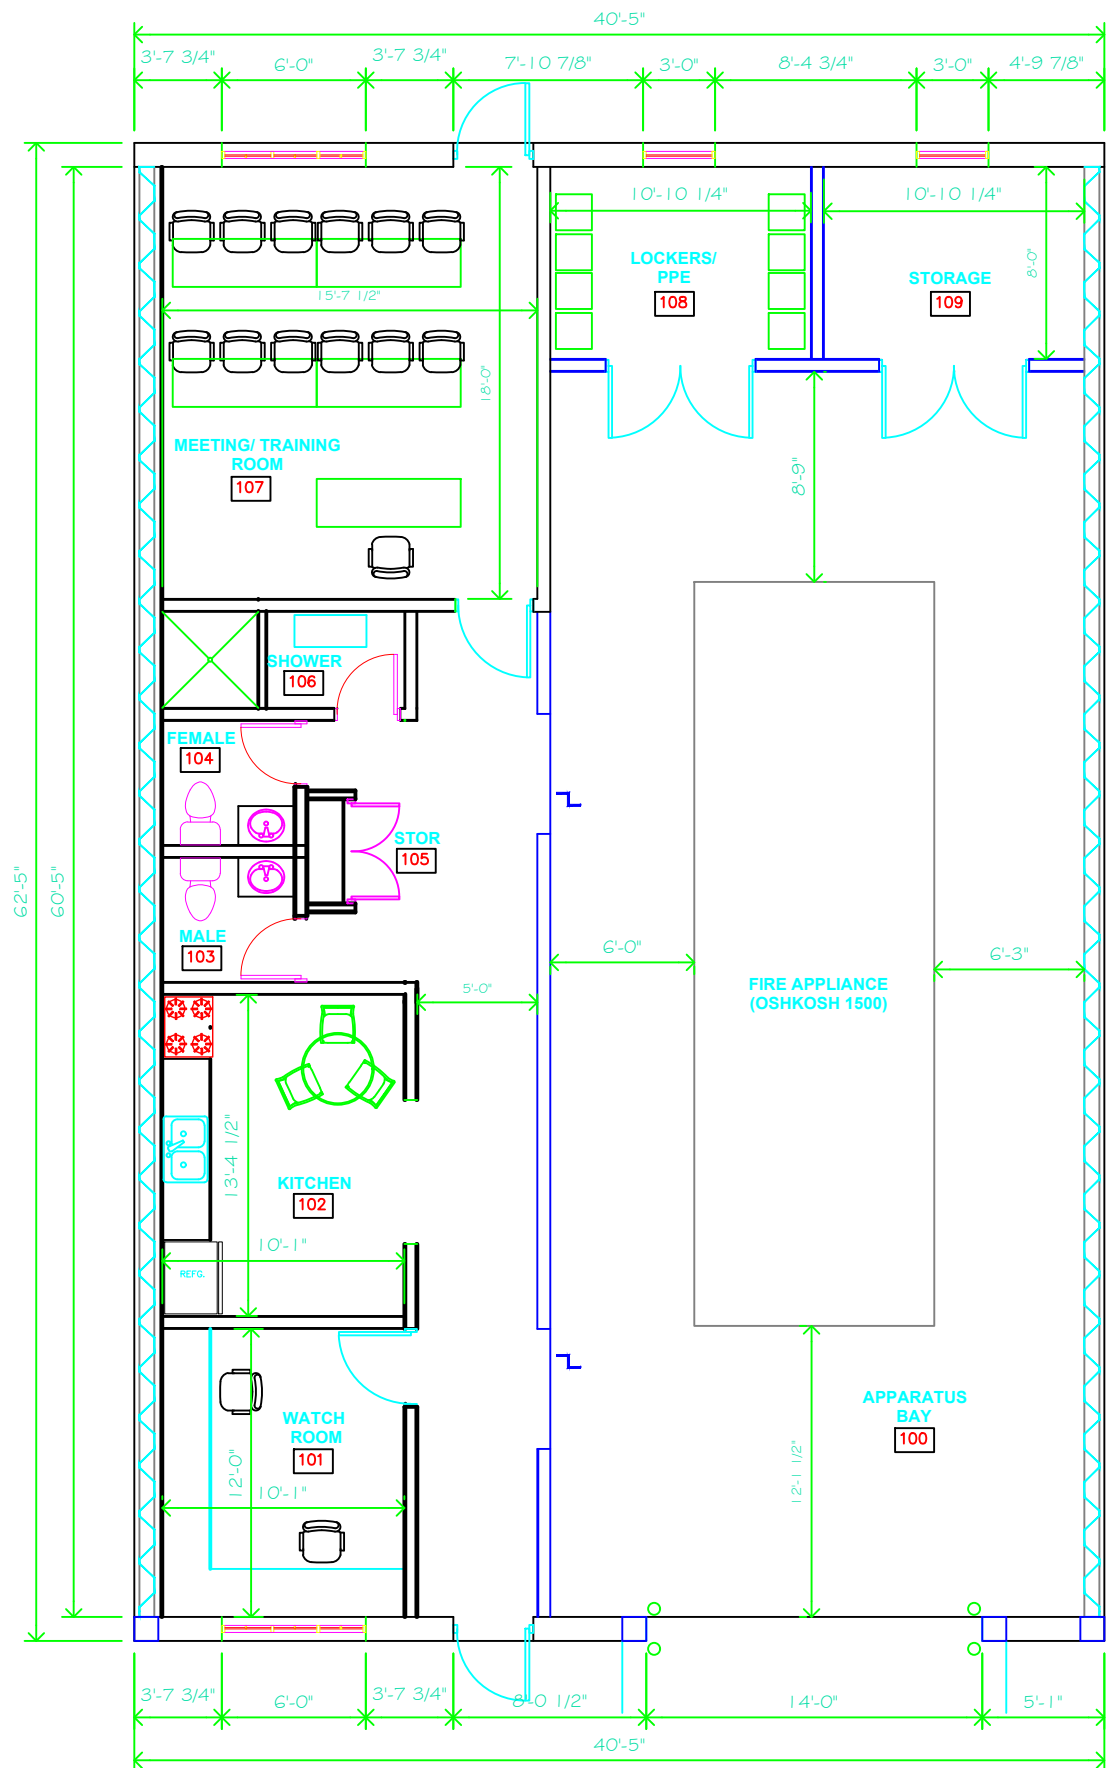 40'-5"
3'-7 3/4"
6'-0"
3'-7 3/4"
7'-10 7/8"
3'-0"
8'-4 3/4"
3'-0"
4'-9 7/8"
10'-10 1/4"
10'-10 1/4"
8'-0"
LOCKERS/
PPE
108
STORAGE
109
15'-7 1/2"
18'-0"
MEETING/ TRAINING
ROOM
107
8'-9"
SHOWER
106
FEMALE
104
STOR
105
62'-5"
60'-5"
MALE
103
6'-0"
6'-3"
5'-0"
FIRE APPLIANCE
(OSHKOSH 1500)
13'-4 1/2"
KITCHEN
102
10'-1"
REFG.
WATCH
ROOM
101
12'-0"
10'-1"
APPARATUS
BAY
100
12'-1 1/2"
3'-7 3/4"
6'-0"
3'-7 3/4"
8'-0 1/2"
14'-0"
5'-1"
40'-5"